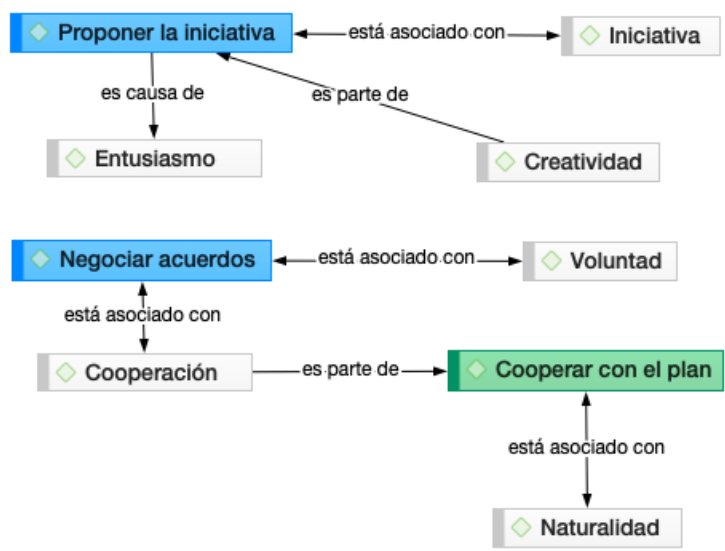 Proponer la iniciativa
está asociado con
Iniciativa
es causa de
es parte de
Entusiasmo
Creatividad
Negociar acuerdos
está asociado con
Voluntad
está asociado con
Cooperación
es parte de
Cooperar con el plan
está asociado con
Naturalidad